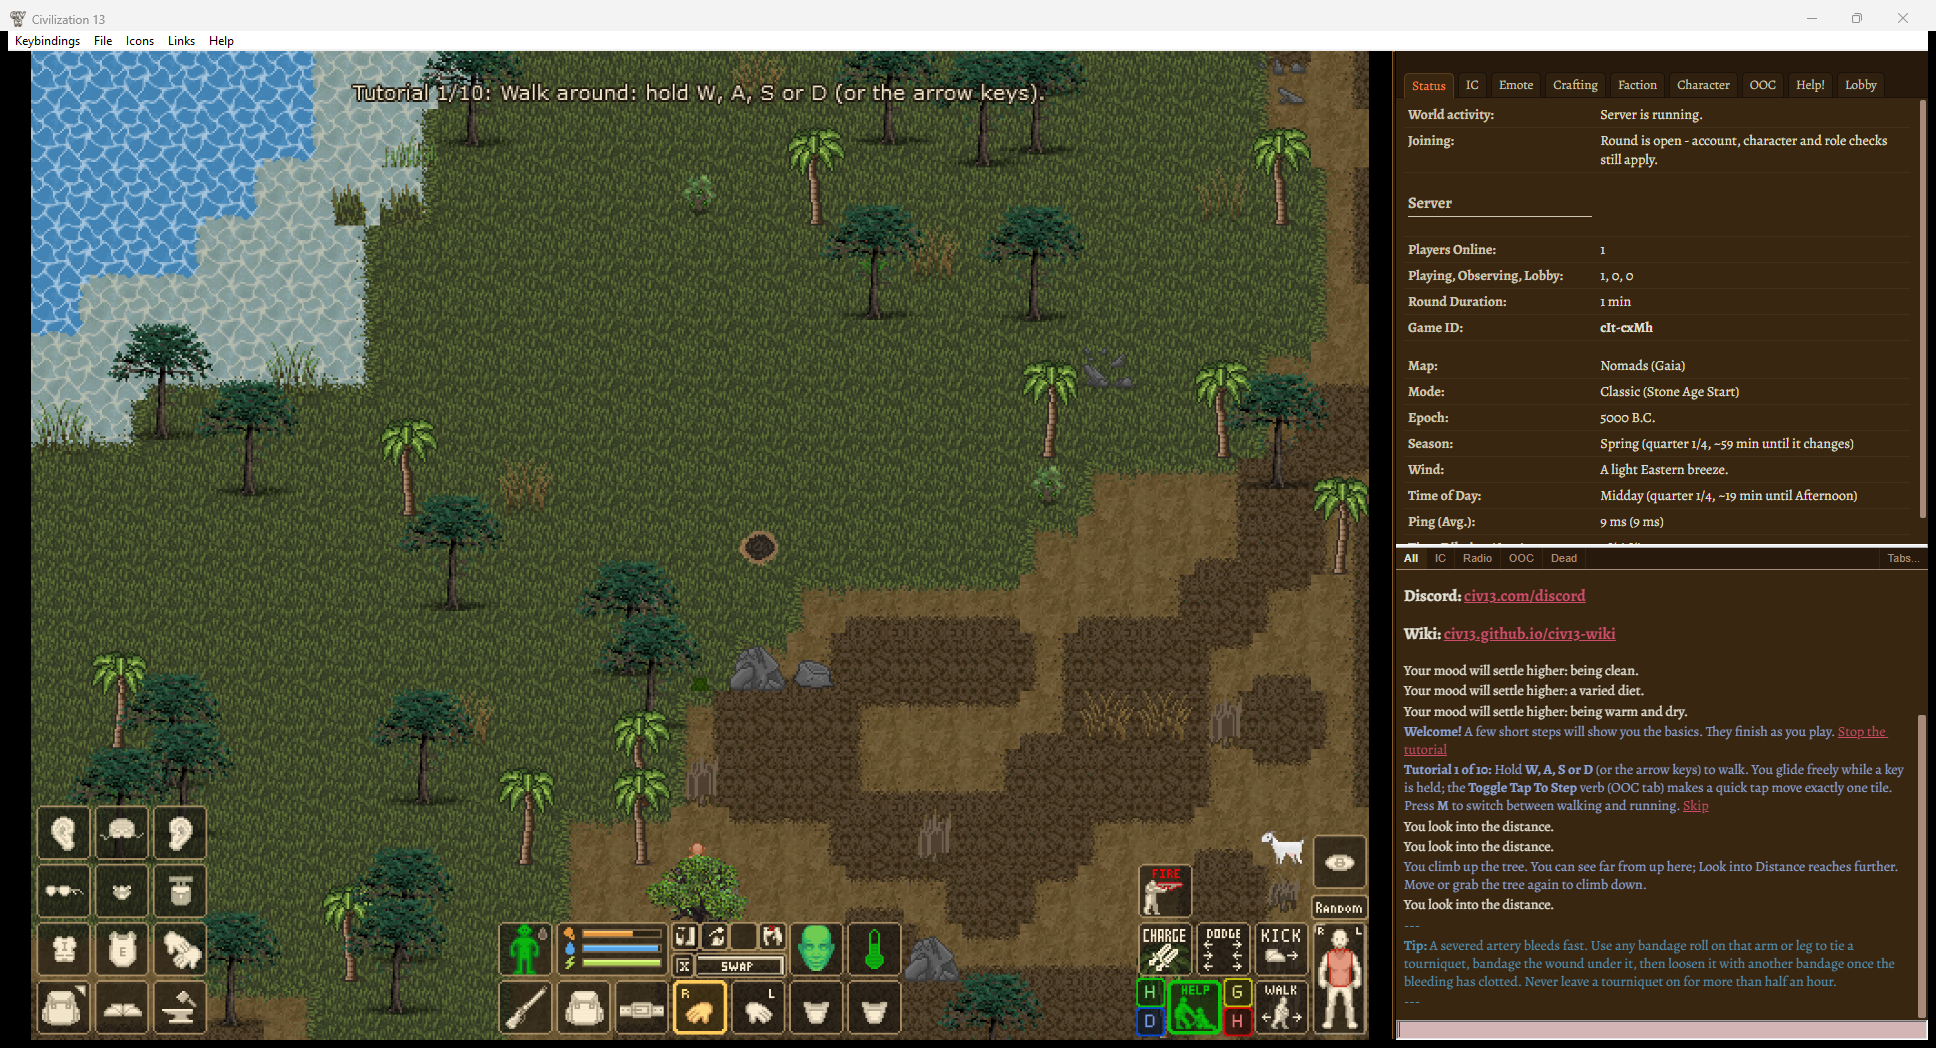 Civilization 13
Keybindings File Icons Links Help
Tutorial 1/10: Walk around: hold W, A, S or D (or the arrow keys).
FIRE
Random
CHARGE
DODGE
KICK
R L
X SWAP
R
L
H HELP G WALK
D H
Status IC Emote Crafting Faction Character OOC Help! Lobby
World activity: Server is running.
Joining: Round is open - account, character and role checks
still apply.
Server
Players Online: 1
Playing, Observing, Lobby: 1, 0, 0
Round Duration: 1 min
Game ID: cIt-cxMh
Map: Nomads (Gaia)
Mode: Classic (Stone Age Start)
Epoch: 5000 B.C.
Season: Spring (quarter 1/4, ~59 min until it changes)
Wind: A light Eastern breeze.
Time of Day: Midday (quarter 1/4, ~19 min until Afternoon)
Ping (Avg.): 9 ms (9 ms)
All IC Radio OOC Dead Tabs...
Discord: civ13.com/discord
Wiki: civ13.github.io/civ13-wiki
Your mood will settle higher: being clean.
Your mood will settle higher: a varied diet.
Your mood will settle higher: being warm and dry.
Welcome! A few short steps will show you the basics. They finish as you play. Stop the
tutorial
Tutorial 1 of 10: Hold W, A, S or D (or the arrow keys) to walk. You glide freely while a key
is held; the Toggle Tap To Step verb (OOC tab) makes a quick tap move exactly one tile.
Press M to switch between walking and running. Skip
You look into the distance.
You look into the distance.
You climb up the tree. You can see far from up here; Look into Distance reaches further.
Move or grab the tree again to climb down.
You look into the distance.
---
Tip: A severed artery bleeds fast. Use any bandage roll on that arm or leg to tie a
tourniquet, bandage the wound under it, then loosen it with another bandage once the
bleeding has clotted. Never leave a tourniquet on for more than half an hour.
---